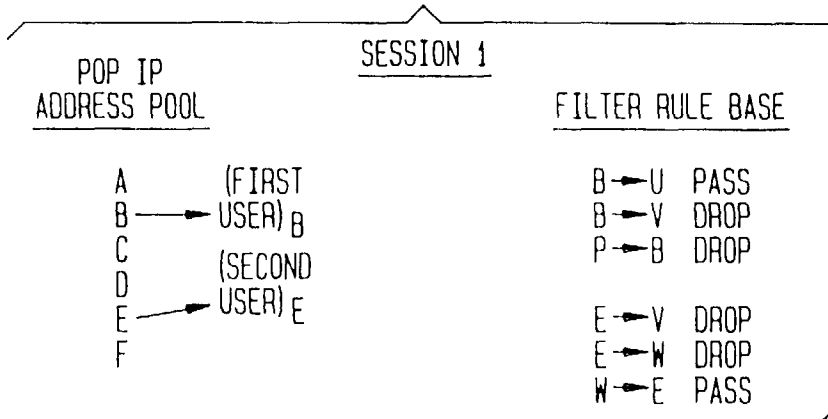 SESSION 1
POP IP
ADDRESS POOL
A
B → (FIRST USER) B
C
D
E → (SECOND USER) E
F
FILTER RULE BASE
B → U PASS
B → V DROP
P → B DROP
E → V DROP
E → W DROP
W → E PASS